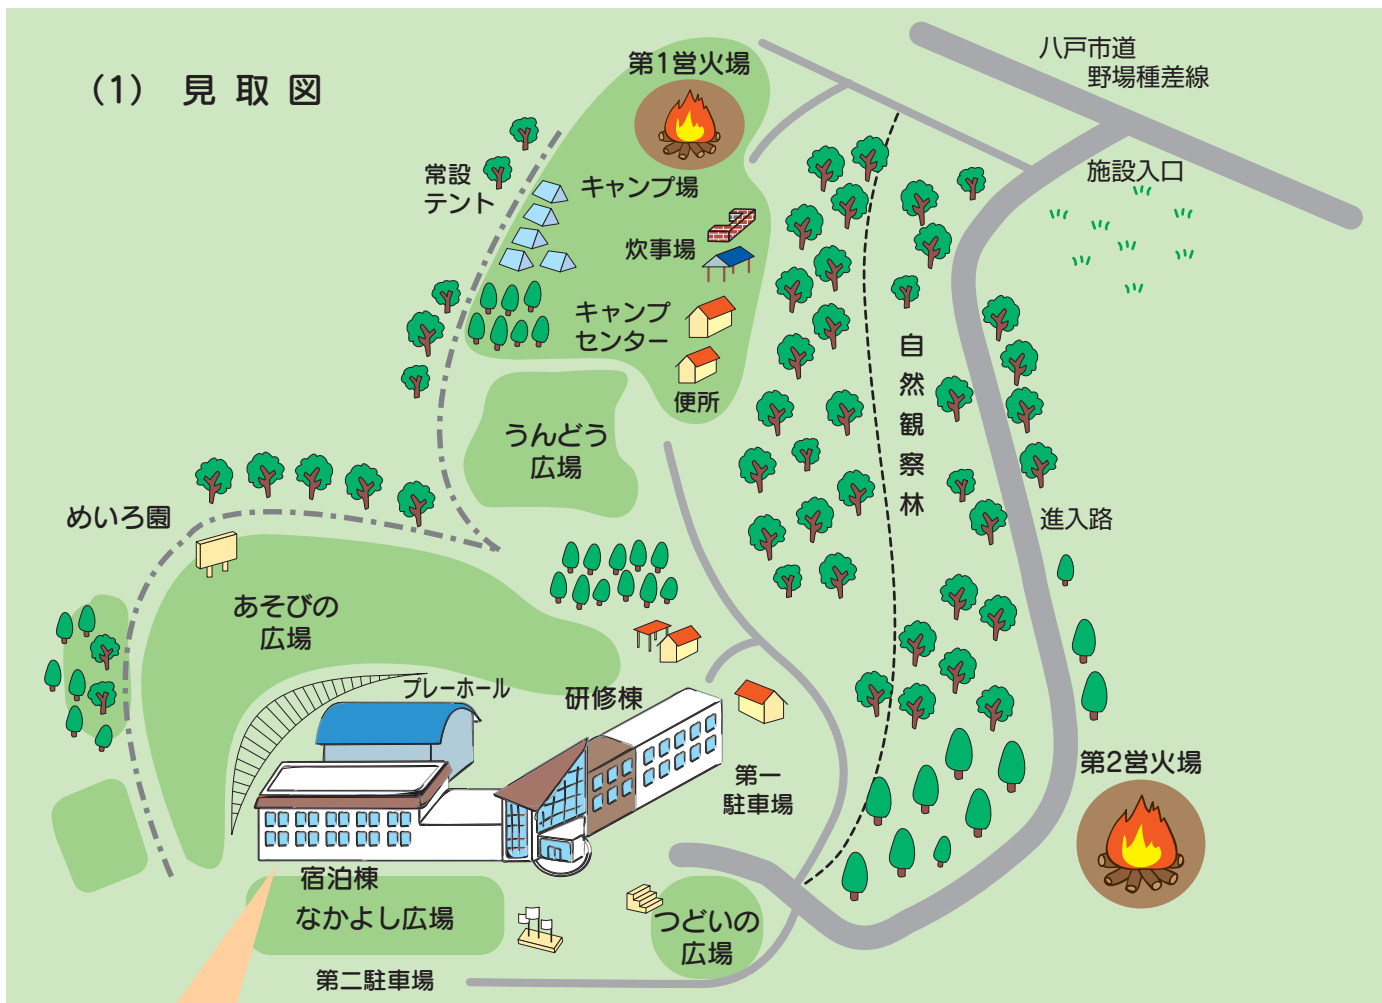 (1) 見取図
第1営火場
八戸市道
野場種差線
施設入口
常設
テント
キャンプ場
炊事場
キャンプ
センター
便所
自然観察林
うんどう
広場
めいろ園
進入路
あそびの
広場
プレーホール
研修棟
第一
駐車場
第2営火場
宿泊棟
なかよし広場
つどいの
広場
第二駐車場